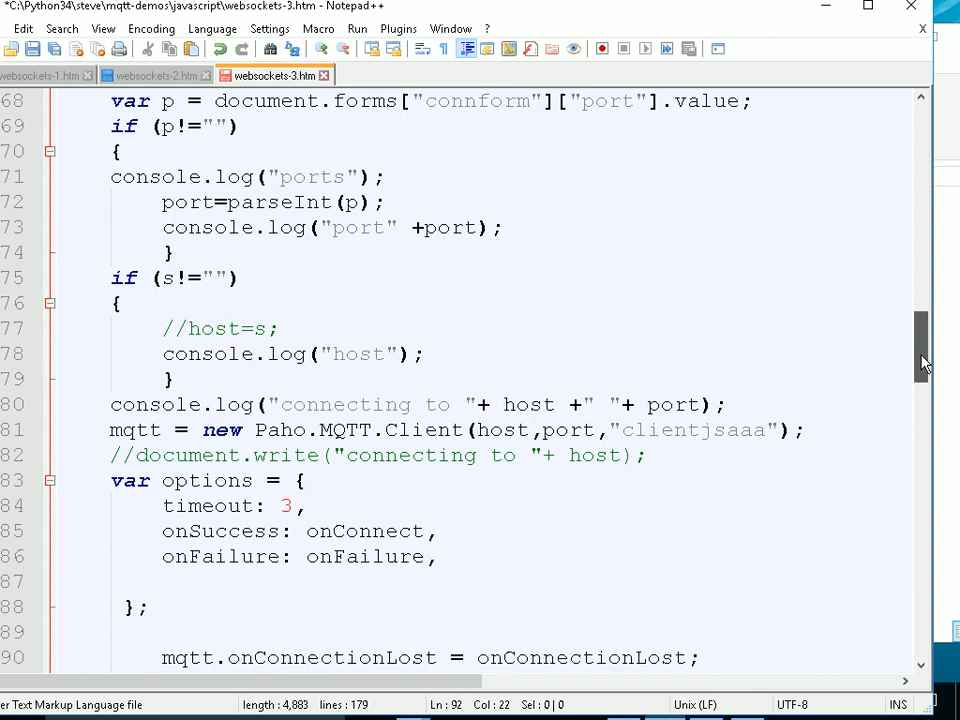 *C:\Python34\steve\mqtt-demos\javascript\websockets-3.htm - Notepad++
Edit Search View Encoding Language Settings Macro Run Plugins Window ? X
websockets-1.htm websockets-2.htm websockets-3.htm
68 var p = document.forms["connform"]["port"].value;
69 if (p!="")
70 {
71 console.log("ports");
72 port=parseInt(p);
73 console.log("port" +port);
74 }
75 if (s!="")
76 {
77 //host=s;
78 console.log("host");
79 }
80 console.log("connecting to "+ host +" "+ port);
81 mqtt = new Paho.MQTT.Client(host,port,"clientjsaaa");
82 //document.write("connecting to "+ host);
83 var options = {
84 timeout: 3,
85 onSuccess: onConnect,
86 onFailure: onFailure,
87
88 };
89
90 mqtt.onConnectionLost = onConnectionLost;
er Text Markup Language file length : 4,883 lines : 179 Ln : 92 Col : 22 Sel : 0 | 0 Unix (LF) UTF-8 INS